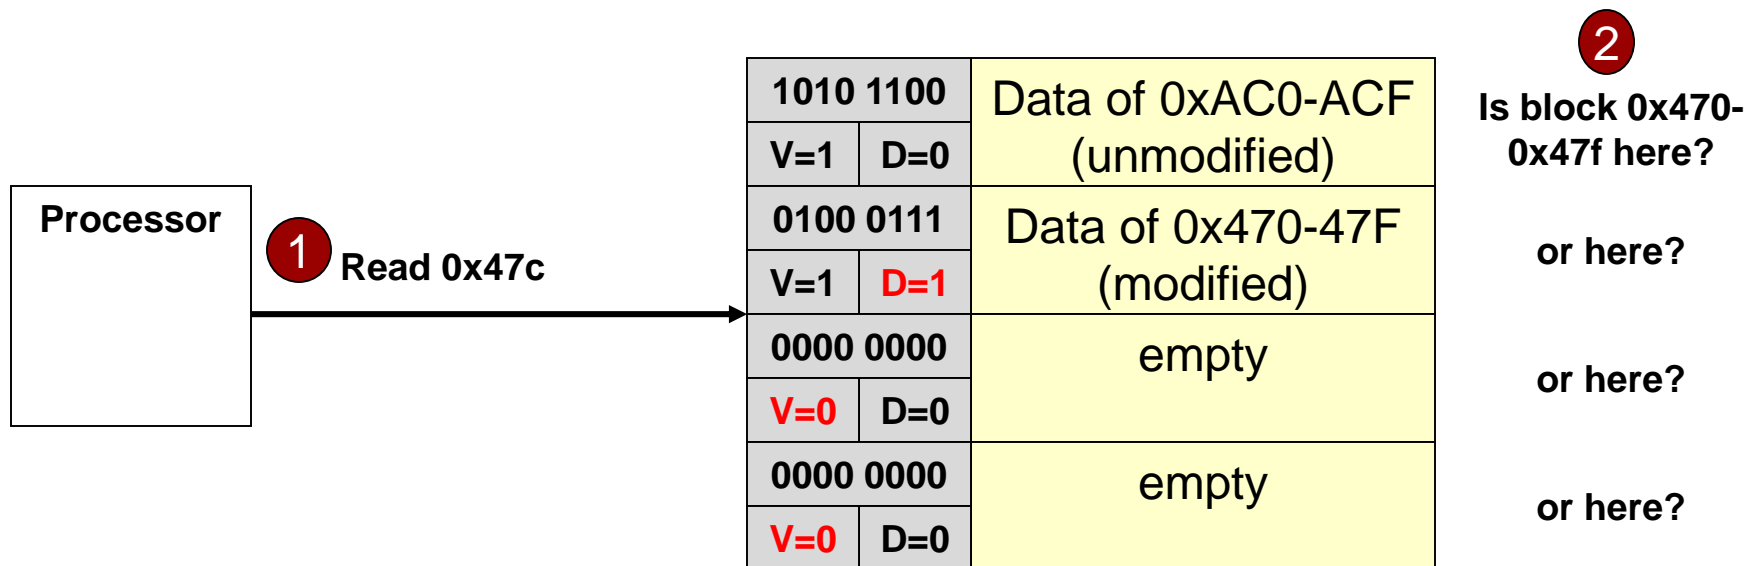 Processor
1
Read 0x47c
1010 1100
V=1 D=0
Data of 0xAC0-ACF
(unmodified)
0100 0111
V=1 D=1
Data of 0x470-47F
(modified)
0000 0000
V=0 D=0
empty
0000 0000
V=0 D=0
empty
2
Is block 0x470-
0x47f here?
or here?
or here?
or here?